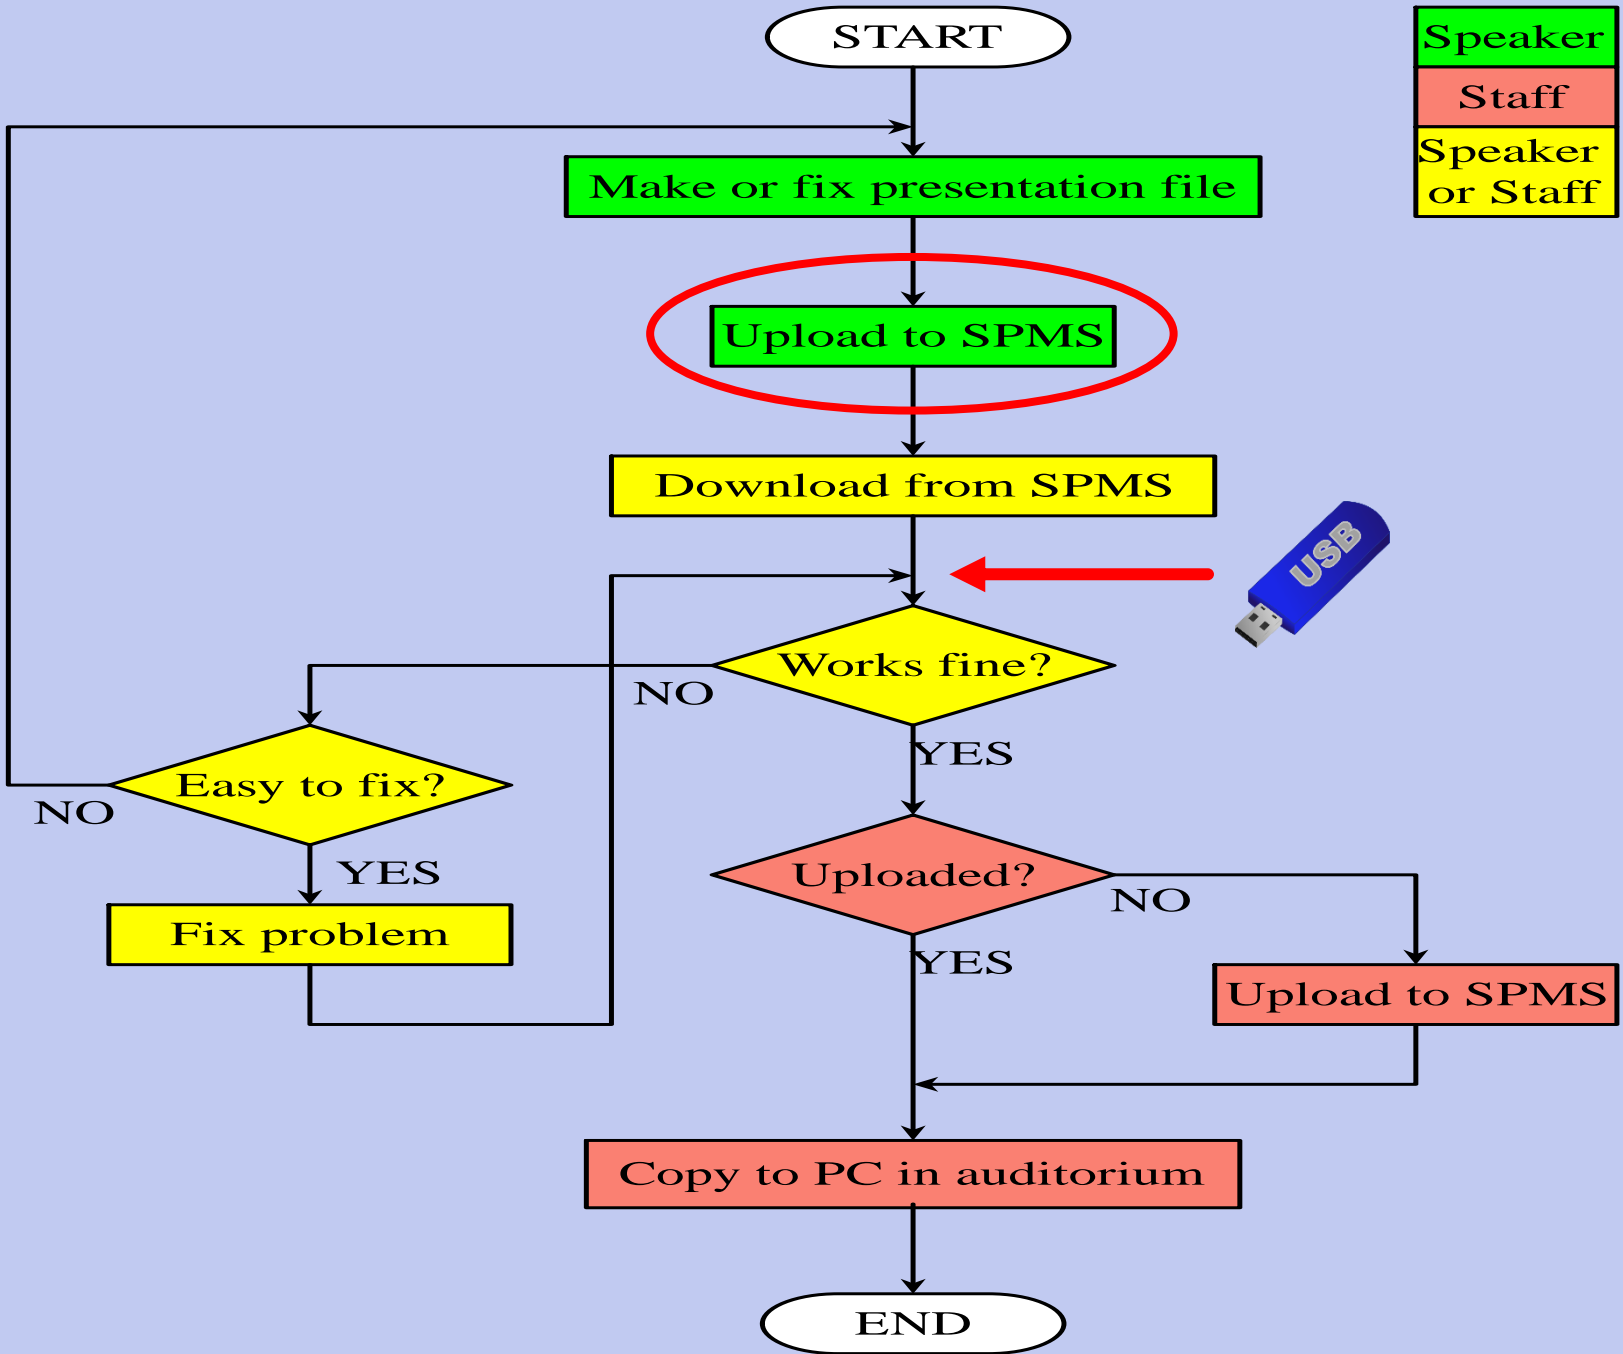 START
Speaker
Staff
Speaker
or Staff
Make or fix presentation file
Upload to SPMS
Download from SPMS
USB
Works fine?
NO
YES
Easy to fix?
NO
YES
Uploaded?
NO
Fix problem
YES
Upload to SPMS
Copy to PC in auditorium
END